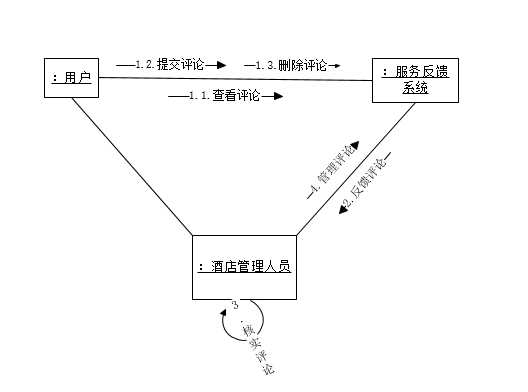 1.2.提交评论
1.3.删除评论
：用户
：服务反馈
系统
1.1.查看评论
4.管理评论
2.反馈评论
：酒店管理人员
3.核实评论